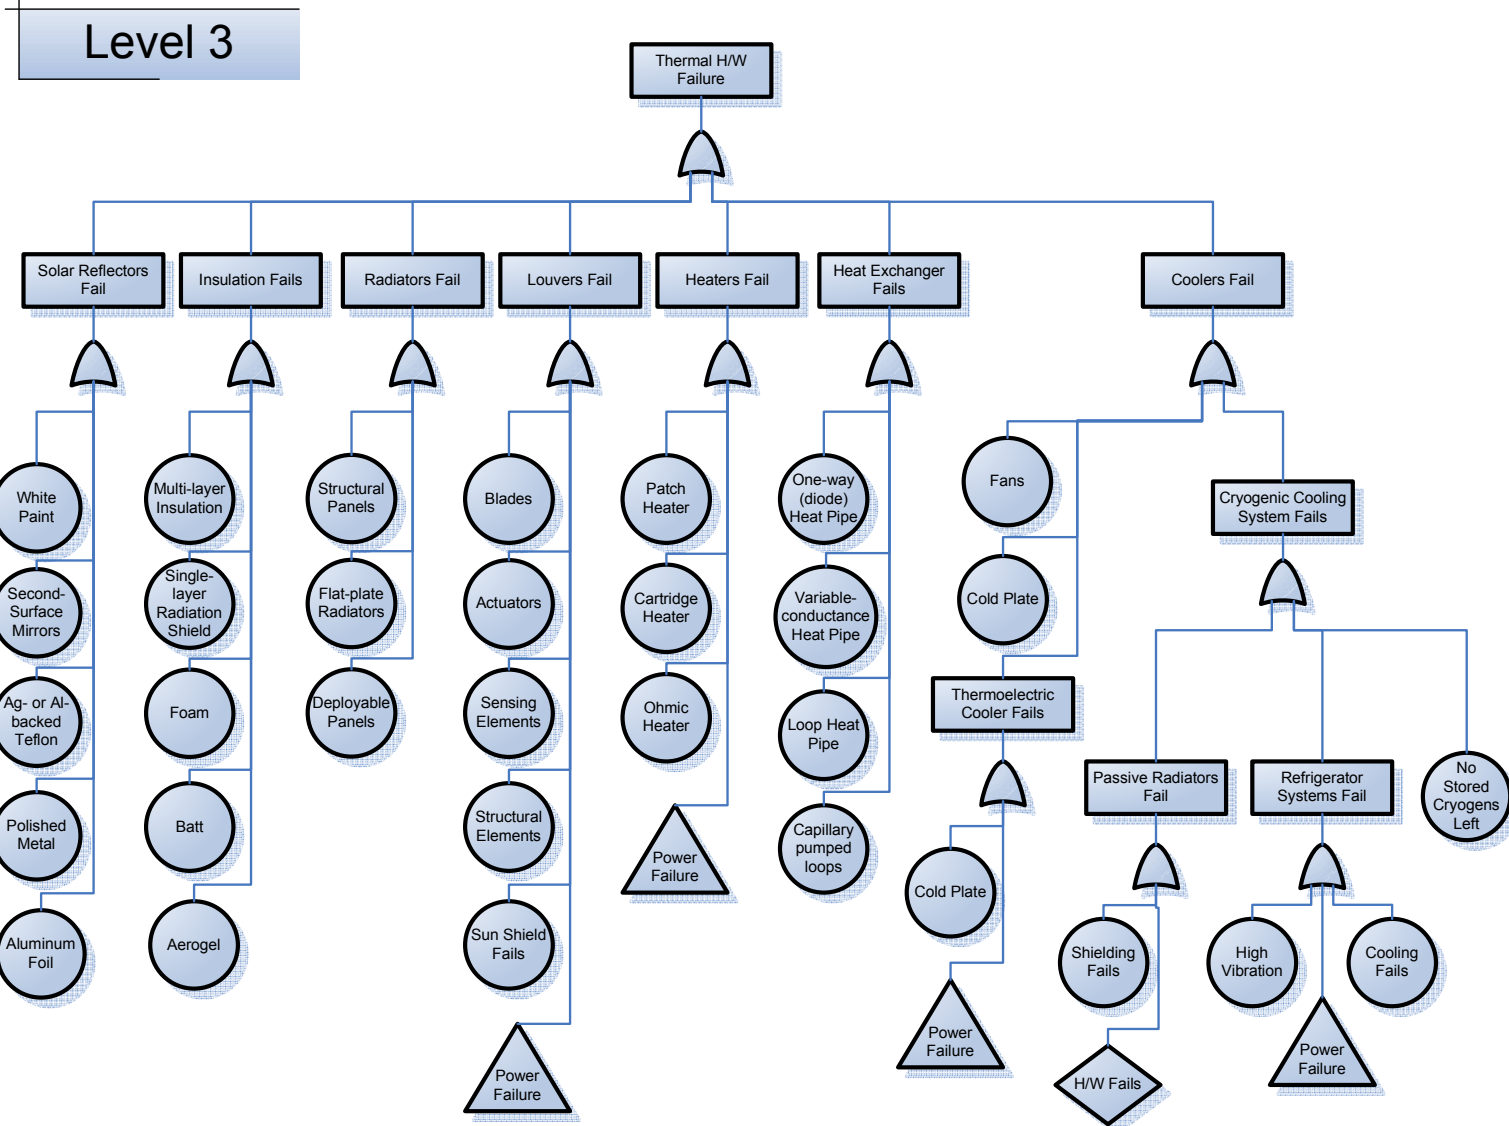 Level 3
Thermal H/W
Failure
Solar Reflectors
Fail
Insulation Fails
Radiators Fail
Louvers Fail
Heaters Fail
Heat Exchanger
Fails
Coolers Fail
White
Paint
Second-
Surface
Mirrors
Ag- or Al-
backed
Teflon
Polished
Metal
Aluminum
Foil
Multi-layer
Insulation
Single-
layer
Radiation
Shield
Foam
Batt
Aerogel
Structural
Panels
Flat-plate
Radiators
Deployable
Panels
Blades
Actuators
Sensing
Elements
Structural
Elements
Sun Shield
Fails
Power
Failure
Patch
Heater
Cartridge
Heater
Ohmic
Heater
Power
Failure
One-way
(diode)
Heat Pipe
Variable-
conductance
Heat Pipe
Loop Heat
Pipe
Capillary
pumped
loops
Fans
Cold Plate
Thermoelectric
Cooler Fails
Cold Plate
Power
Failure
Cryogenic Cooling
System Fails
Passive Radiators
Fail
Shielding
Fails
H/W Fails
Refrigerator
Systems Fail
High
Vibration
Power
Failure
Cooling
Fails
No
Stored
Cryogens
Left